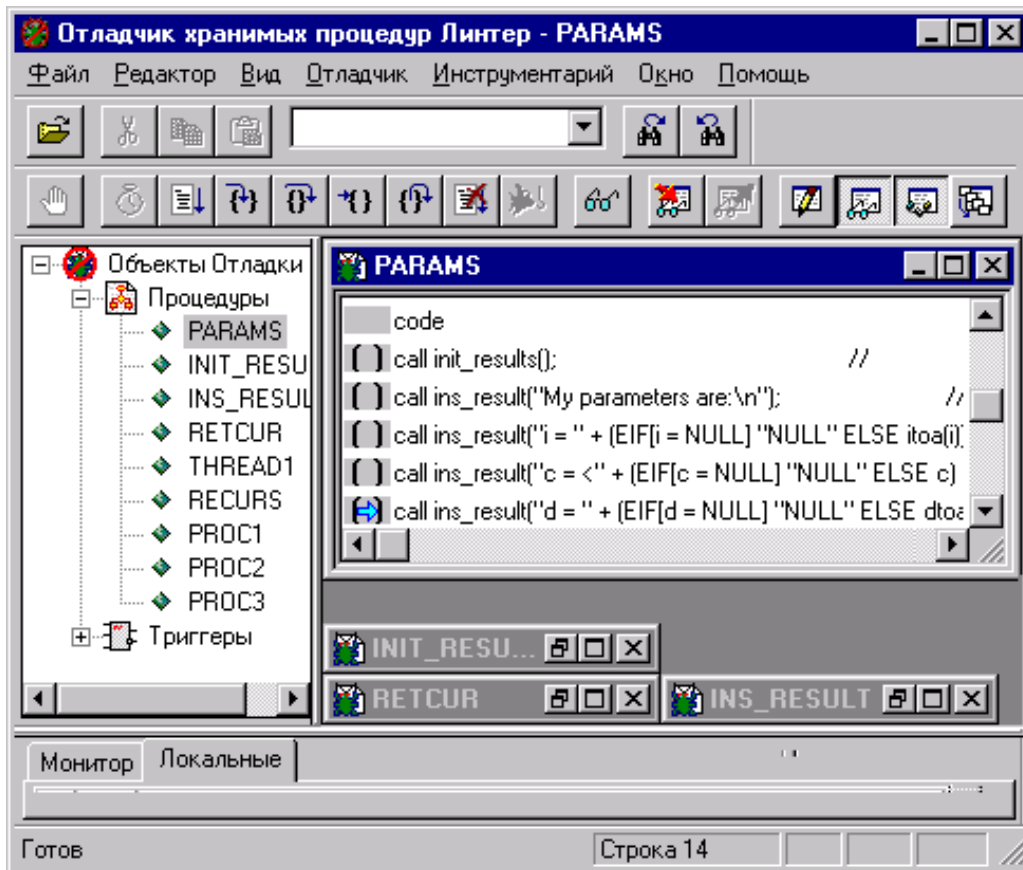 Отладчик хранимых процедур Линтер - PARAMS
Файл Редактор Вид Отладчик Инструментарий Окно Помощь
Объекты Отладки
Процедуры
PARAMS
INIT_RESU
INS_RESUL
RETCUR
THREAD1
RECURS
PROC1
PROC2
PROC3
Триггеры
PARAMS
code
call init_results(); //
call ins_result("My parameters are:\n"); //
call ins_result("i = " + (EIF[i = NULL] "NULL" ELSE itoa(i))
call ins_result("c = <" + (EIF[c = NULL] "NULL" ELSE c)
call ins_result("d = " + (EIF[d = NULL] "NULL" ELSE dtoa
INIT_RESU...
RETCUR
INS_RESULT
Монитор Локальные
Готов
Строка 14